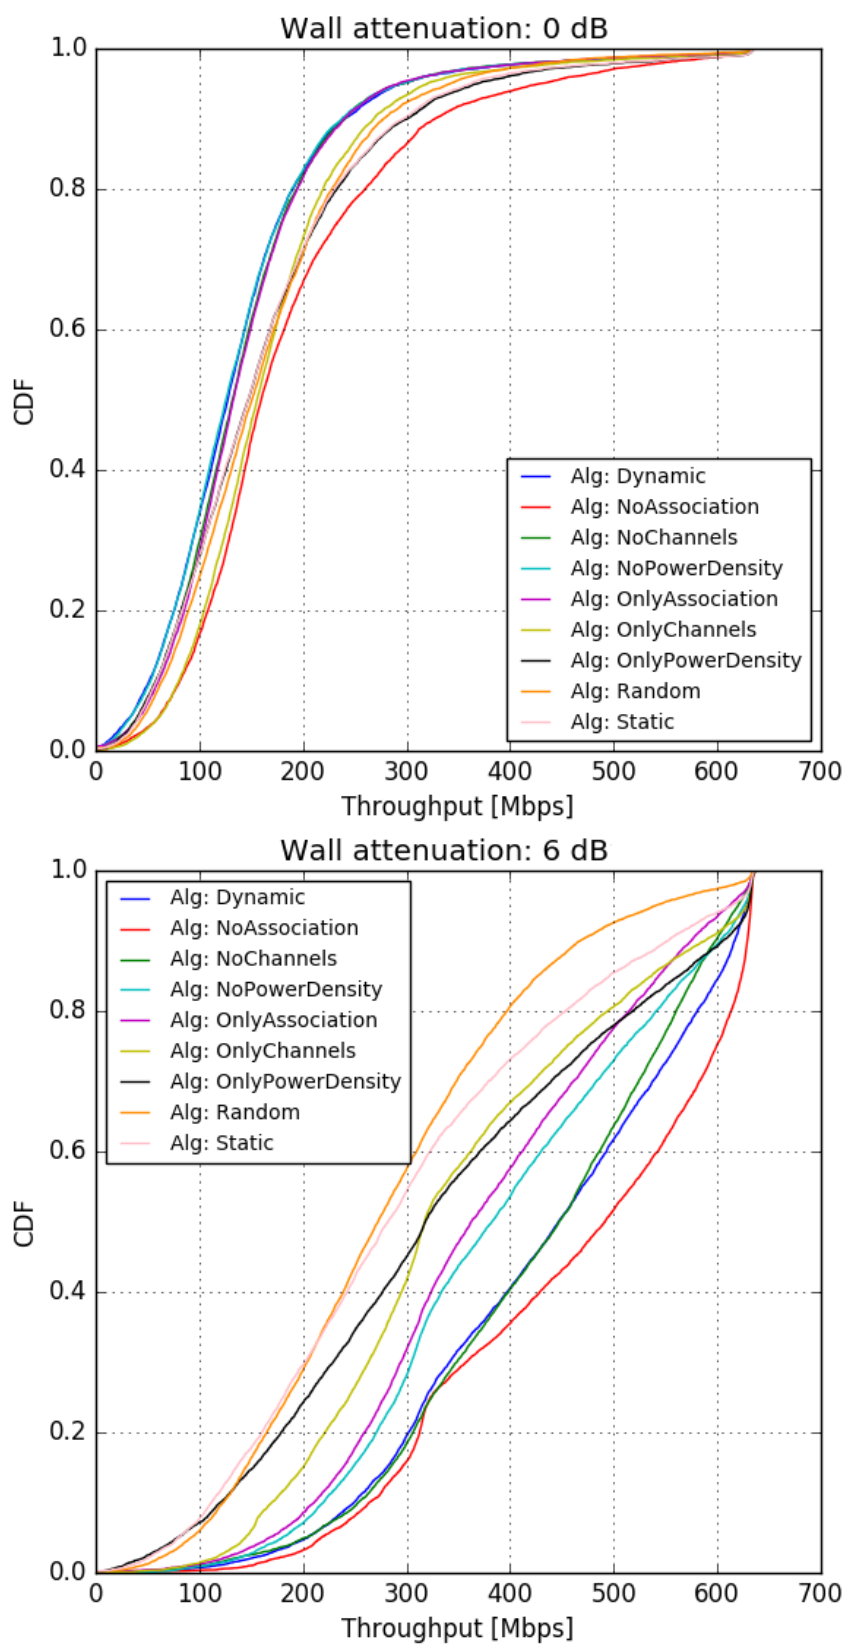 Wall attenuation: 0 dB
1.0
0.8
0.6
0.4
0.2
0.0
CDF
Alg: Dynamic
Alg: NoAssociation
Alg: NoChannels
Alg: NoPowerDensity
Alg: OnlyAssociation
Alg: OnlyChannels
Alg: OnlyPowerDensity
Alg: Random
Alg: Static
0 100 200 300 400 500 600 700
Throughput [Mbps]
Wall attenuation: 6 dB
1.0
0.8
0.6
0.4
0.2
0.0
CDF
Alg: Dynamic
Alg: NoAssociation
Alg: NoChannels
Alg: NoPowerDensity
Alg: OnlyAssociation
Alg: OnlyChannels
Alg: OnlyPowerDensity
Alg: Random
Alg: Static
0 100 200 300 400 500 600 700
Throughput [Mbps]